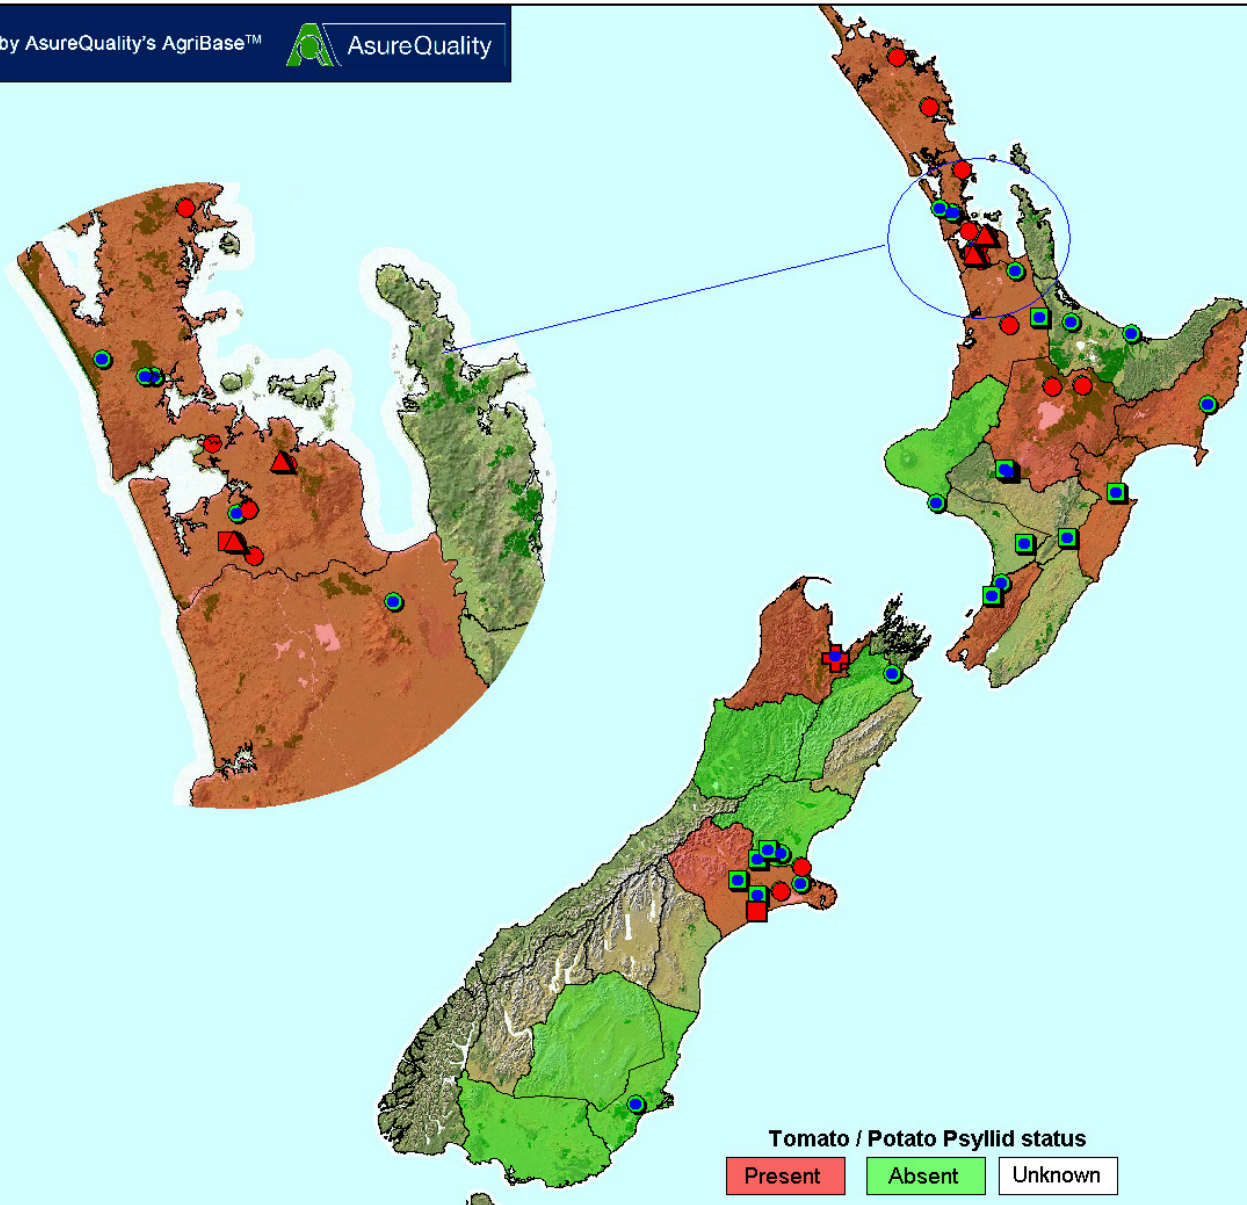 by AsureQuality's AgriBase™
AsureQuality
Tomato / Potato Psyllid status
Present
Absent
Unknown